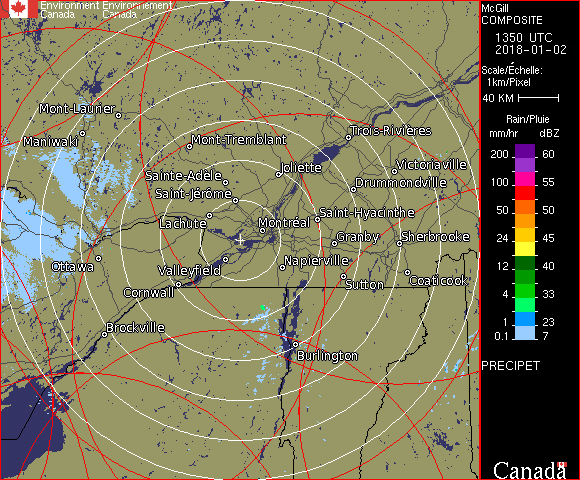 Environment Environnement
Canada Canada
McGill
COMPOSITE
1350 UTC
2018-01-02
Scale/Échelle:
1km/Pixel
40 KM
Rain/Pluie
mm/hr dBZ
200 60
100 55
50 50
24 45
12 40
4 33
1 23
0.1 7
PRECIPET
Mont-Laurier
Maniwaki
Mont-Tremblant
Trois-Rivières
Sainte-Adèle
Joliette
Victoriaville
Saint-Jérôme
Drummondville
Lachute
Saint-Hyacinthe
Montréal
Granby
Sherbrooke
Ottawa
Valleyfield
Napierville
Cornwall
Sutton
Coaticook
Brockville
Burlington
Canada